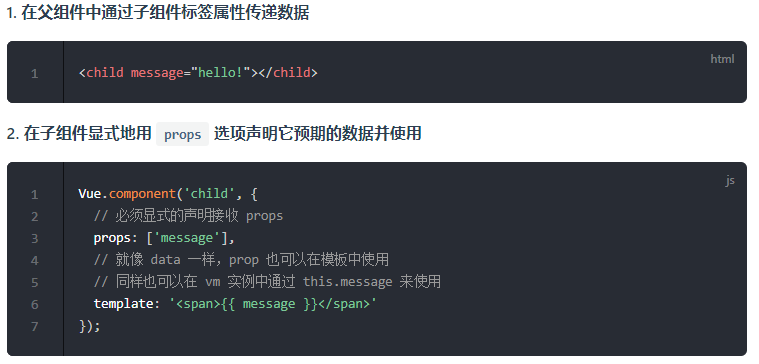 1. 在父组件中通过子组件标签属性传递数据
html
1 <child message="hello!"></child>
2. 在子组件显式地用 props 选项声明它预期的数据并使用
js
1 Vue.component('child', {
2   // 必须显式的声明接收 props
3   props: ['message'],
4   // 就像 data 一样，prop 也可以在模板中使用
5   // 同样也可以在 vm 实例中通过 this.message 来使用
6   template: '<span>{{ message }}</span>'
7 });